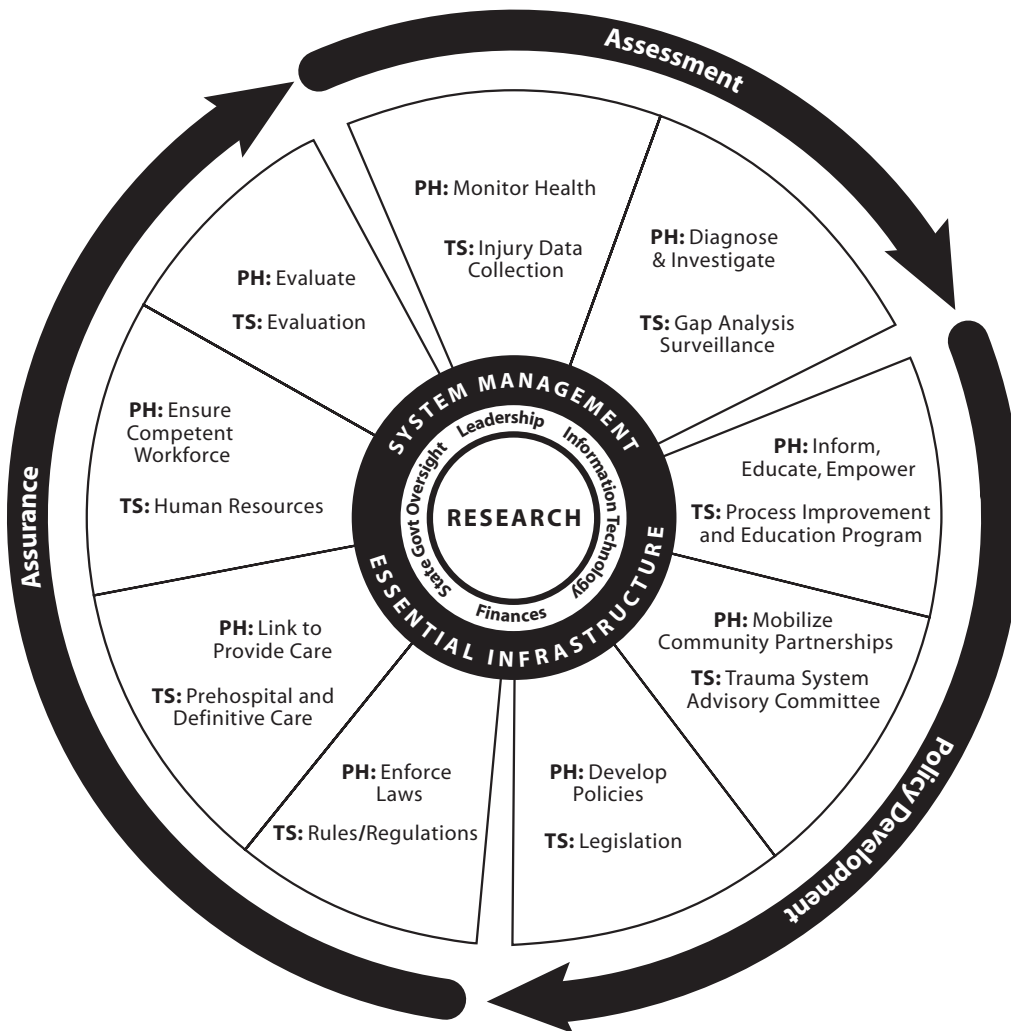 Assessment
PH: Monitor Health
TS: Injury Data
Collection
PH: Diagnose
& Investigate
TS: Gap Analysis
Surveillance
Policy Development
PH: Inform,
Educate, Empower
TS: Process Improvement
and Education Program
PH: Mobilize
Community Partnerships
TS: Trauma System
Advisory Committee
PH: Develop
Policies
TS: Legislation
Assurance
PH: Enforce
Laws
TS: Rules/Regulations
PH: Link to
Provide Care
TS: Prehospital and
Definitive Care
PH: Ensure
Competent
Workforce
TS: Human Resources
PH: Evaluate
TS: Evaluation
SYSTEM MANAGEMENT
ESSENTIAL INFRASTRUCTURE
Leadership
Information Technology
Finances
State Govt Oversight
RESEARCH